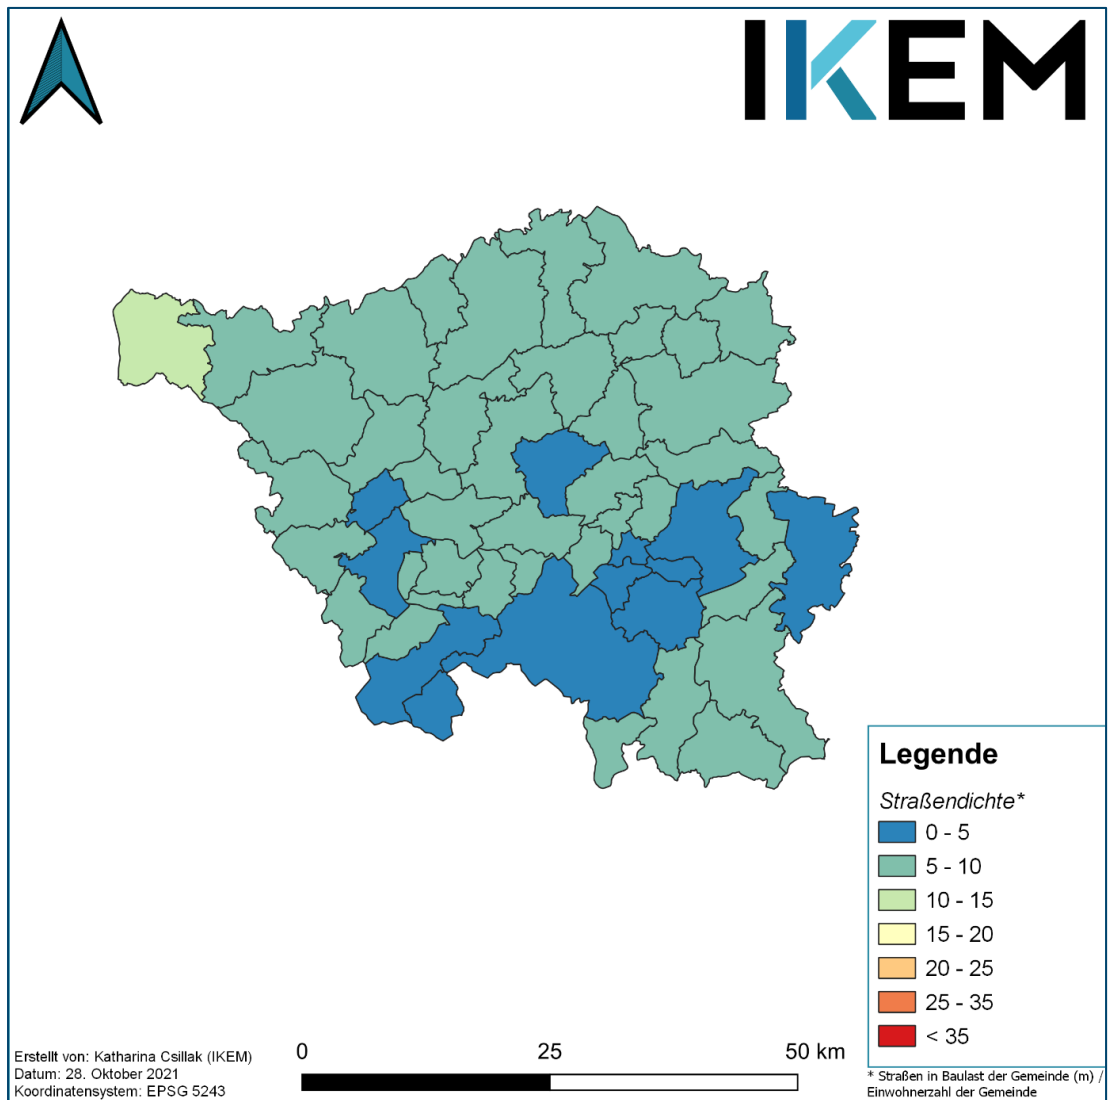 IKEM
Legende
Straßendichte*
0 - 5
5 - 10
10 - 15
15 - 20
20 - 25
25 - 35
< 35
0 25 50 km
Erstellt von: Katharina Csillak (IKEM)
Datum: 28. Oktober 2021
Koordinatensystem: EPSG 5243
* Straßen in Baulast der Gemeinde (m) /
Einwohnerzahl der Gemeinde